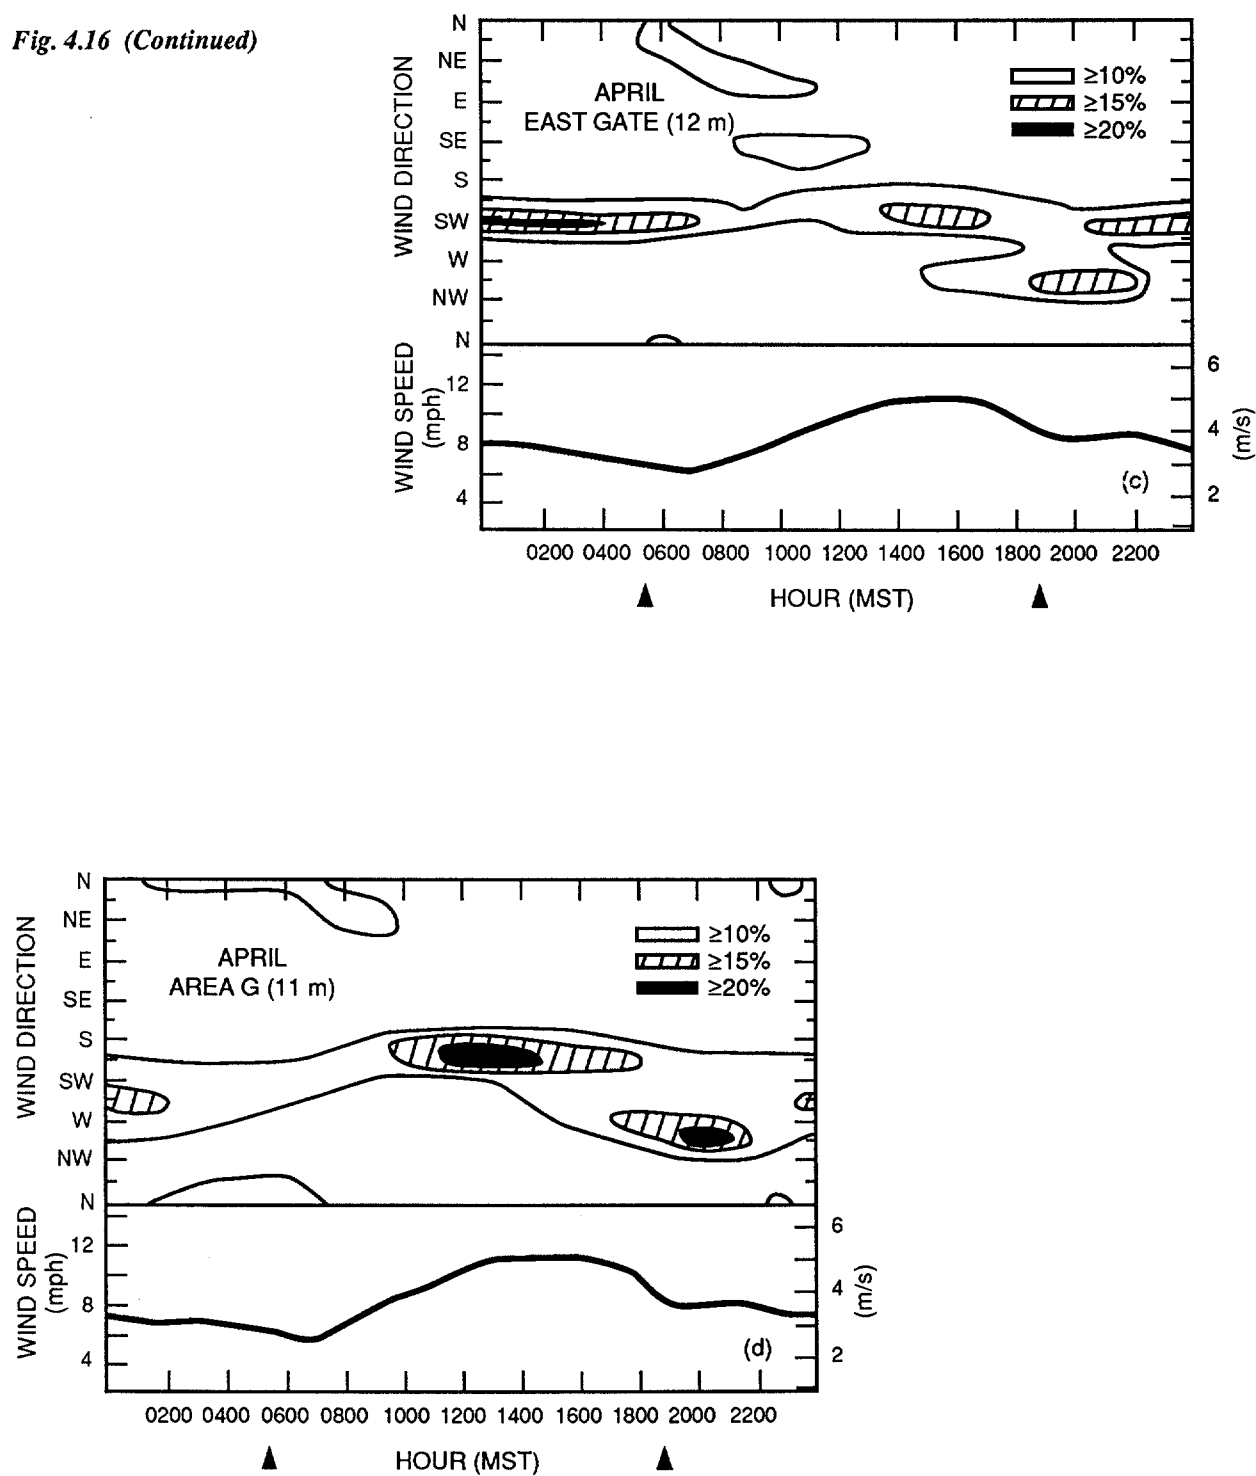 Fig. 4.16 (Continued)
WIND DIRECTION
N
NE
E
SE
S
SW
W
NW
N
APRIL
EAST GATE (12 m)
≥10%
≥15%
≥20%
WIND SPEED
(mph)
12
8
4
6
4
2
(m/s)
(c)
0200 0400 0600 0800 1000 1200 1400 1600 1800 2000 2200
HOUR (MST)
WIND DIRECTION
N
NE
E
SE
S
SW
W
NW
N
APRIL
AREA G (11 m)
≥10%
≥15%
≥20%
WIND SPEED
(mph)
12
8
4
6
4
2
(m/s)
(d)
0200 0400 0600 0800 1000 1200 1400 1600 1800 2000 2200
HOUR (MST)